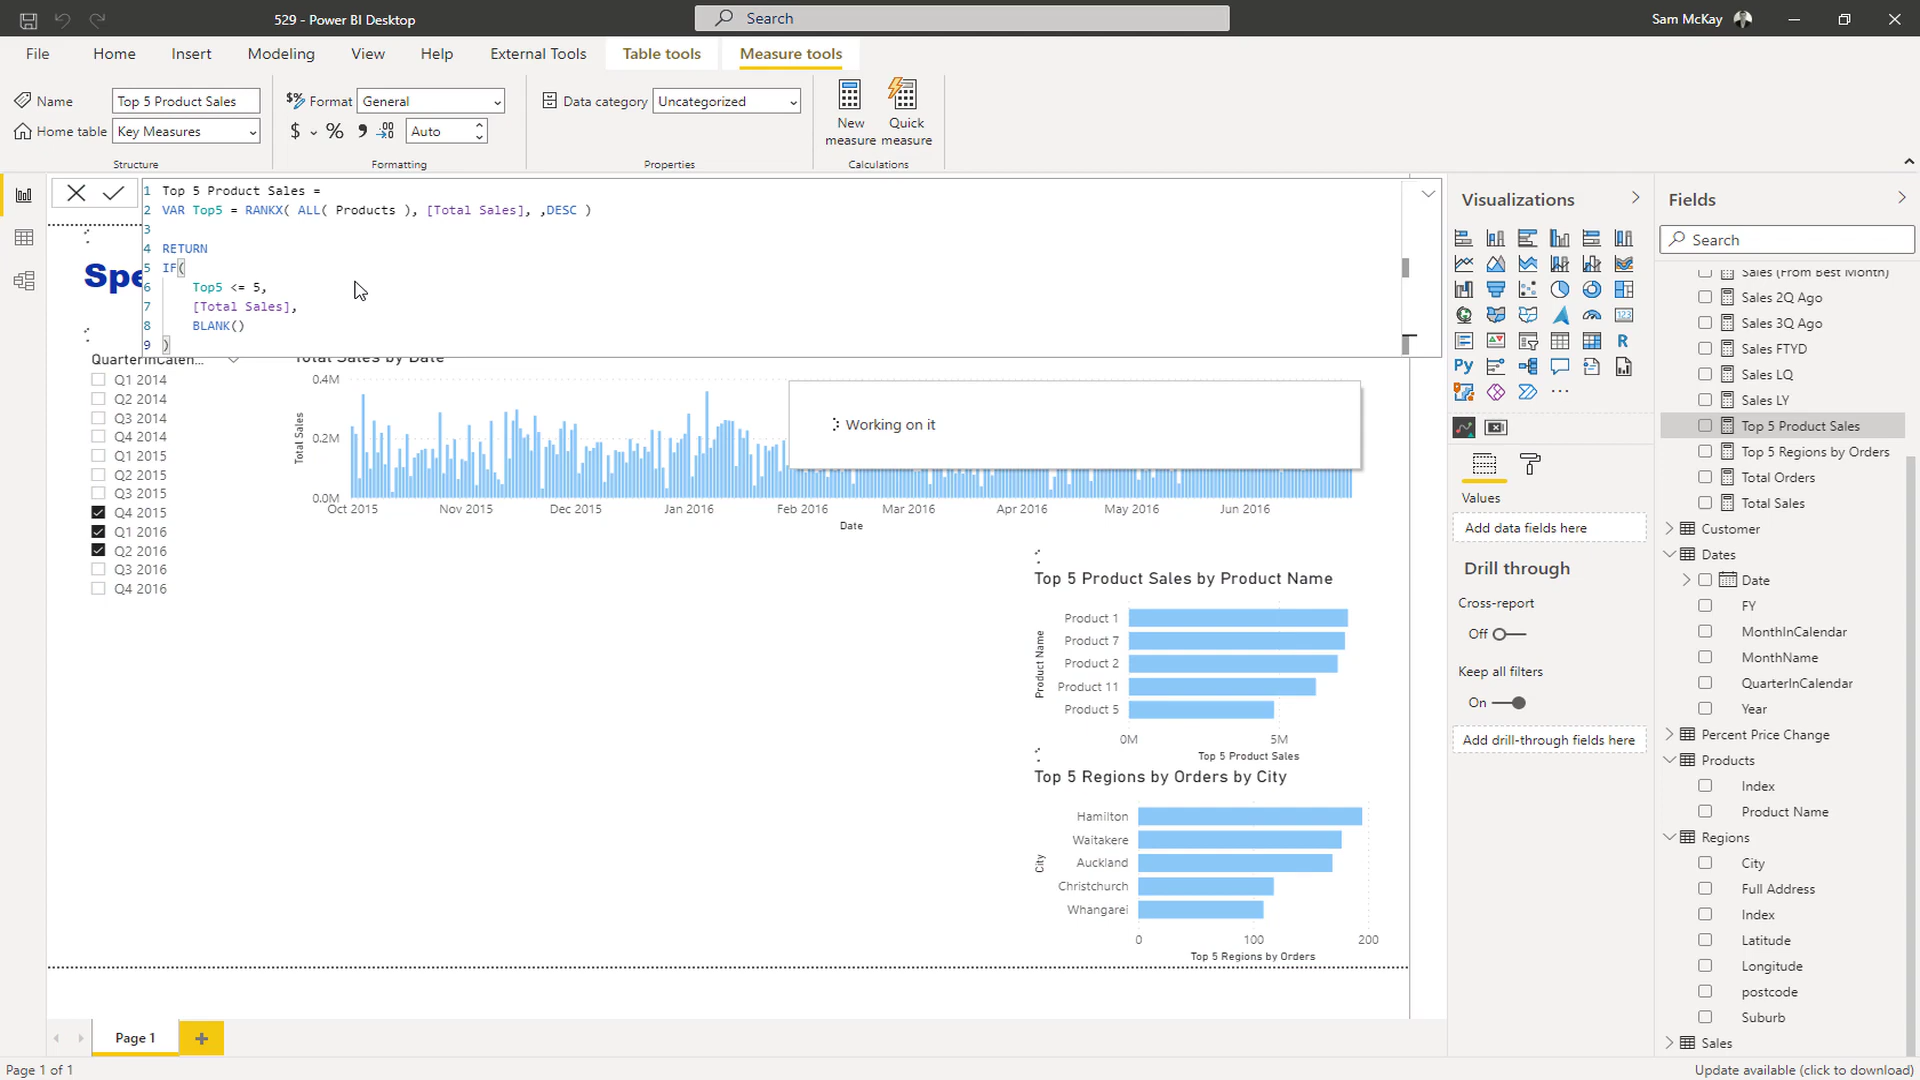 529 - Power BI Desktop
Search
Sam McKay
File
Home
Insert
Modeling
View
Help
External Tools
Table tools
Measure tools
Name
Top 5 Product Sales
Home table
Key Measures
Structure
Format
General
$
%
Auto
Formatting
Data category
Uncategorized
Properties
New measure
Quick measure
Calculations
1 Top 5 Product Sales =
2 VAR Top5 = RANKX( ALL( Products ), [Total Sales], ,DESC )
3
4 RETURN
5 IF(
6 Top5 <= 5,
7 [Total Sales],
8 BLANK()
9 )
Spe
QuarterInCalen...
Q1 2014
Q2 2014
Q3 2014
Q4 2014
Q1 2015
Q2 2015
Q3 2015
Q4 2015
Q1 2016
Q2 2016
Q3 2016
Q4 2016
Total Sales by Date
Total Sales
0.4M
0.2M
0.0M
Oct 2015
Nov 2015
Dec 2015
Jan 2016
Feb 2016
Mar 2016
Apr 2016
May 2016
Jun 2016
Date
Working on it
Top 5 Product Sales by Product Name
Product Name
Product 1
Product 7
Product 2
Product 11
Product 5
0M
5M
Top 5 Product Sales
Top 5 Regions by Orders by City
City
Hamilton
Waitakere
Auckland
Christchurch
Whangarei
0
100
200
Top 5 Regions by Orders
Visualizations
123
R
Py
Values
Add data fields here
Drill through
Cross-report
Off
Keep all filters
On
Add drill-through fields here
Fields
Search
Sales (From Best Month)
Sales 2Q Ago
Sales 3Q Ago
Sales FTYD
Sales LQ
Sales LY
Top 5 Product Sales
Top 5 Regions by Orders
Total Orders
Total Sales
Customer
Dates
Date
FY
MonthInCalendar
MonthName
QuarterInCalendar
Year
Percent Price Change
Products
Index
Product Name
Regions
City
Full Address
Index
Latitude
Longitude
postcode
Suburb
Sales
Page 1
Page 1 of 1
Update available (click to download)